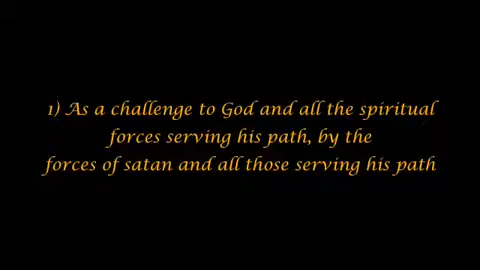 1) As a challenge to God and all the spiritual
forces serving his path, by the
forces of satan and all those serving his path